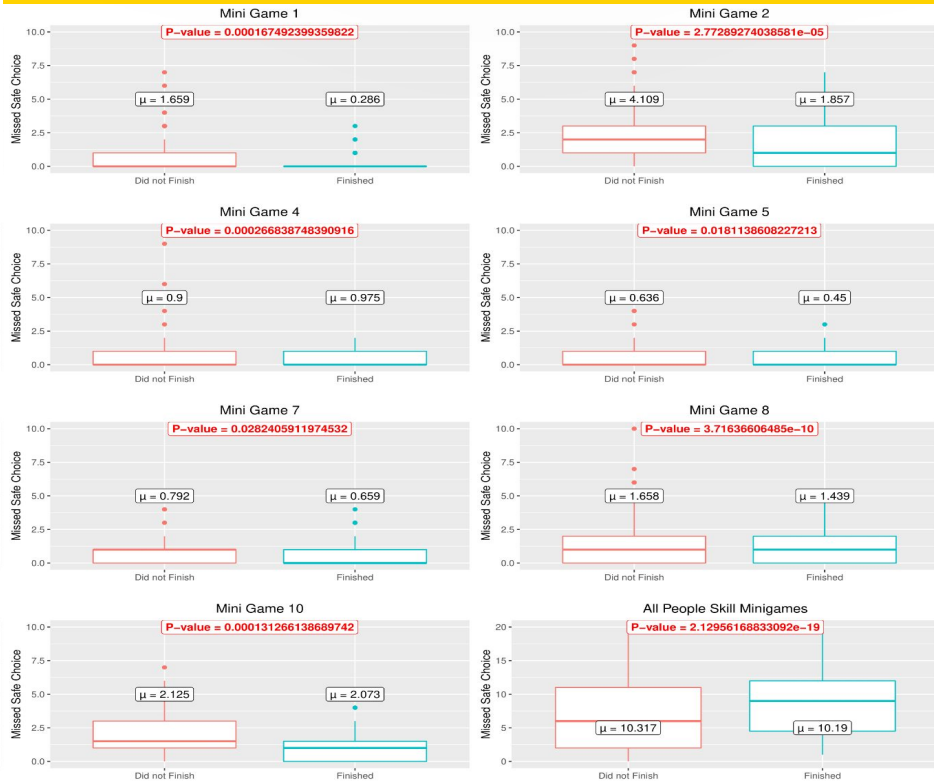 Mini Game 1
P-value = 0.000167492399359822
Missed Safe Choice
10.0
7.5
5.0
2.5
0.0
μ = 1.659
μ = 0.286
Did not Finish
Finished
Mini Game 2
P-value = 2.77289274038581e-05
Missed Safe Choice
10.0
7.5
5.0
2.5
0.0
μ = 4.109
μ = 1.857
Did not Finish
Finished
Mini Game 4
P-value = 0.000266838748390916
Missed Safe Choice
10.0
7.5
5.0
2.5
0.0
μ = 0.9
μ = 0.975
Did not Finish
Finished
Mini Game 5
P-value = 0.0181138608227213
Missed Safe Choice
10.0
7.5
5.0
2.5
0.0
μ = 0.636
μ = 0.45
Did not Finish
Finished
Mini Game 7
P-value = 0.0282405911974532
Missed Safe Choice
10.0
7.5
5.0
2.5
0.0
μ = 0.792
μ = 0.659
Did not Finish
Finished
Mini Game 8
P-value = 3.71636606485e-10
Missed Safe Choice
10.0
7.5
5.0
2.5
0.0
μ = 1.658
μ = 1.439
Did not Finish
Finished
Mini Game 10
P-value = 0.000131266138689742
Missed Safe Choice
10.0
7.5
5.0
2.5
0.0
μ = 2.125
μ = 2.073
Did not Finish
Finished
All People Skill Minigames
P-value = 2.12956168833092e-19
Missed Safe Choice
20
15
10
5
0
μ = 10.317
μ = 10.19
Did not Finish
Finished